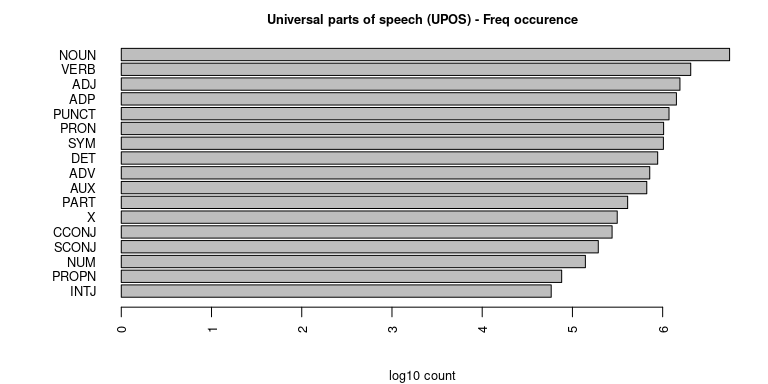 Universal parts of speech (UPOS) - Freq occurence
NOUN
VERB
ADJ
ADP
PUNCT
PRON
SYM
DET
ADV
AUX
PART
X
CCONJ
SCONJ
NUM
PROPN
INTJ
0 1 2 3 4 5 6
log10 count